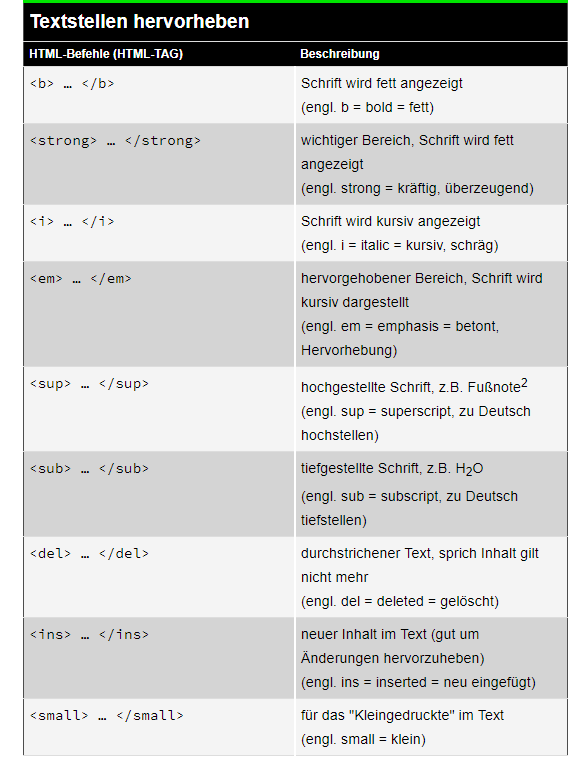 Textstellen hervorheben
HTML-Befehle (HTML-TAG) Beschreibung
<b> … </b> Schrift wird fett angezeigt
(engl. b = bold = fett)
<strong> … </strong> wichtiger Bereich, Schrift wird fett
angezeigt
(engl. strong = kräftig, überzeugend)
<i> … </i> Schrift wird kursiv angezeigt
(engl. i = italic = kursiv, schräg)
<em> … </em> hervorgehobener Bereich, Schrift wird
kursiv dargestellt
(engl. em = emphasis = betont,
Hervorhebung)
<sup> … </sup> hochgestellte Schrift, z.B. Fußnote²
(engl. sup = superscript, zu Deutsch
hochstellen)
<sub> … </sub> tiefgestellte Schrift, z.B. H₂O
(engl. sub = subscript, zu Deutsch
tiefstellen)
<del> … </del> durchstrichener Text, sprich Inhalt gilt
nicht mehr
(engl. del = deleted = gelöscht)
<ins> … </ins> neuer Inhalt im Text (gut um
Änderungen hervorzuheben)
(engl. ins = inserted = neu eingefügt)
<small> … </small> für das "Kleingedruckte" im Text
(engl. small = klein)